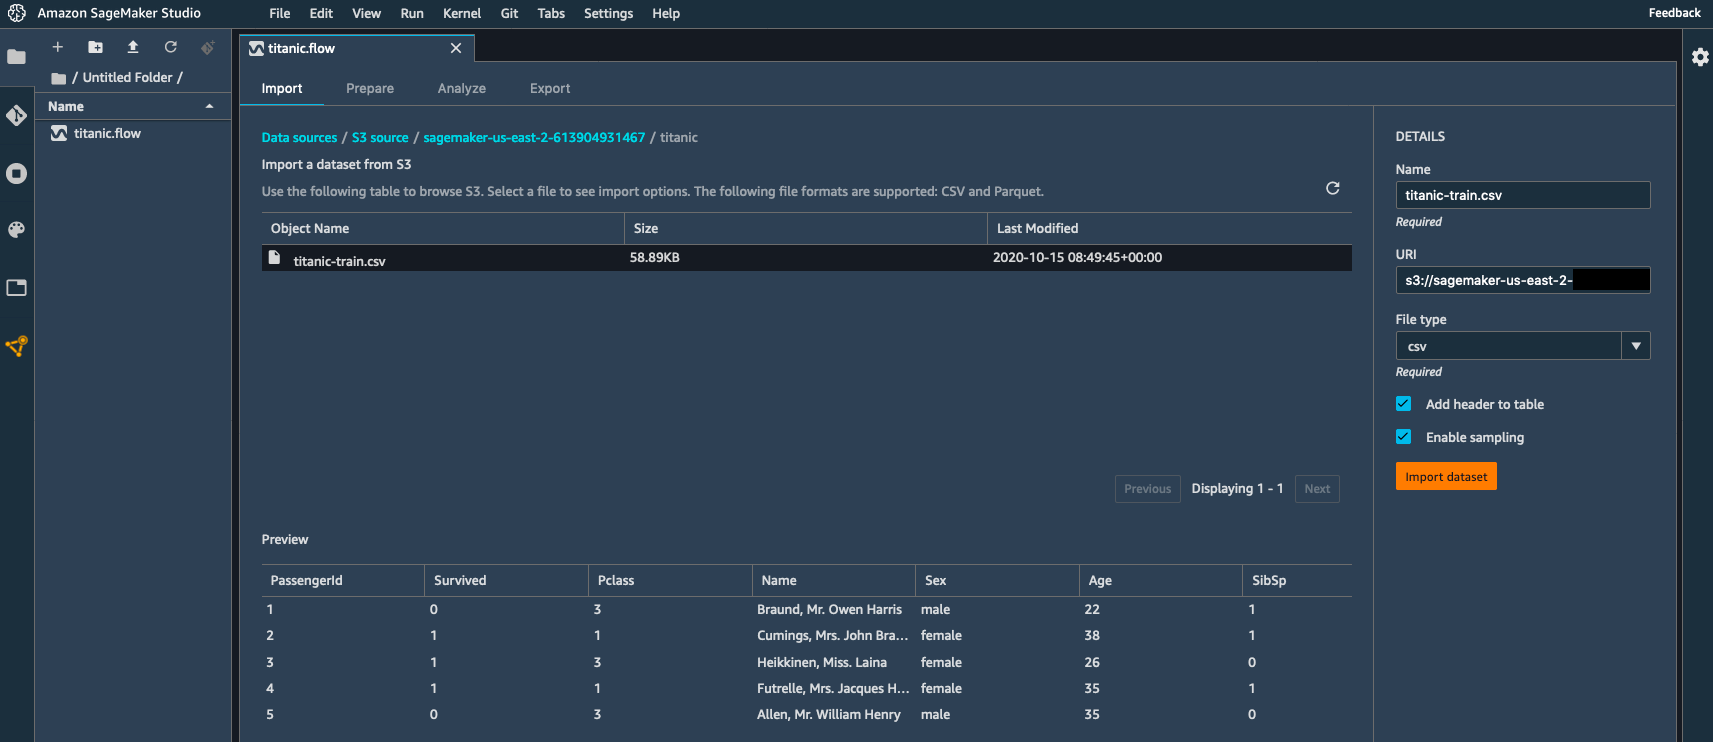 Amazon SageMaker Studio File Edit View Run Kernel Git Tabs Settings Help Feedback
/ Untitled Folder /
Name
titanic.flow
titanic.flow
Import Prepare Analyze Export
Data sources / S3 source / sagemaker-us-east-2-613904931467 / titanic
Import a dataset from S3
Use the following table to browse S3. Select a file to see import options. The following file formats are supported: CSV and Parquet.
Object Name Size Last Modified
titanic-train.csv 58.89KB 2020-10-15 08:49:45+00:00
Previous Displaying 1 - 1 Next
Preview
PassengerId Survived Pclass Name Sex Age SibSp
1 0 3 Braund, Mr. Owen Harris male 22 1
2 1 1 Cumings, Mrs. John Bra... female 38 1
3 1 3 Heikkinen, Miss. Laina female 26 0
4 1 1 Futrelle, Mrs. Jacques H... female 35 1
5 0 3 Allen, Mr. William Henry male 35 0
DETAILS
Name
titanic-train.csv
Required
URI
s3://sagemaker-us-east-2-
File type
csv
Required
Add header to table
Enable sampling
Import dataset